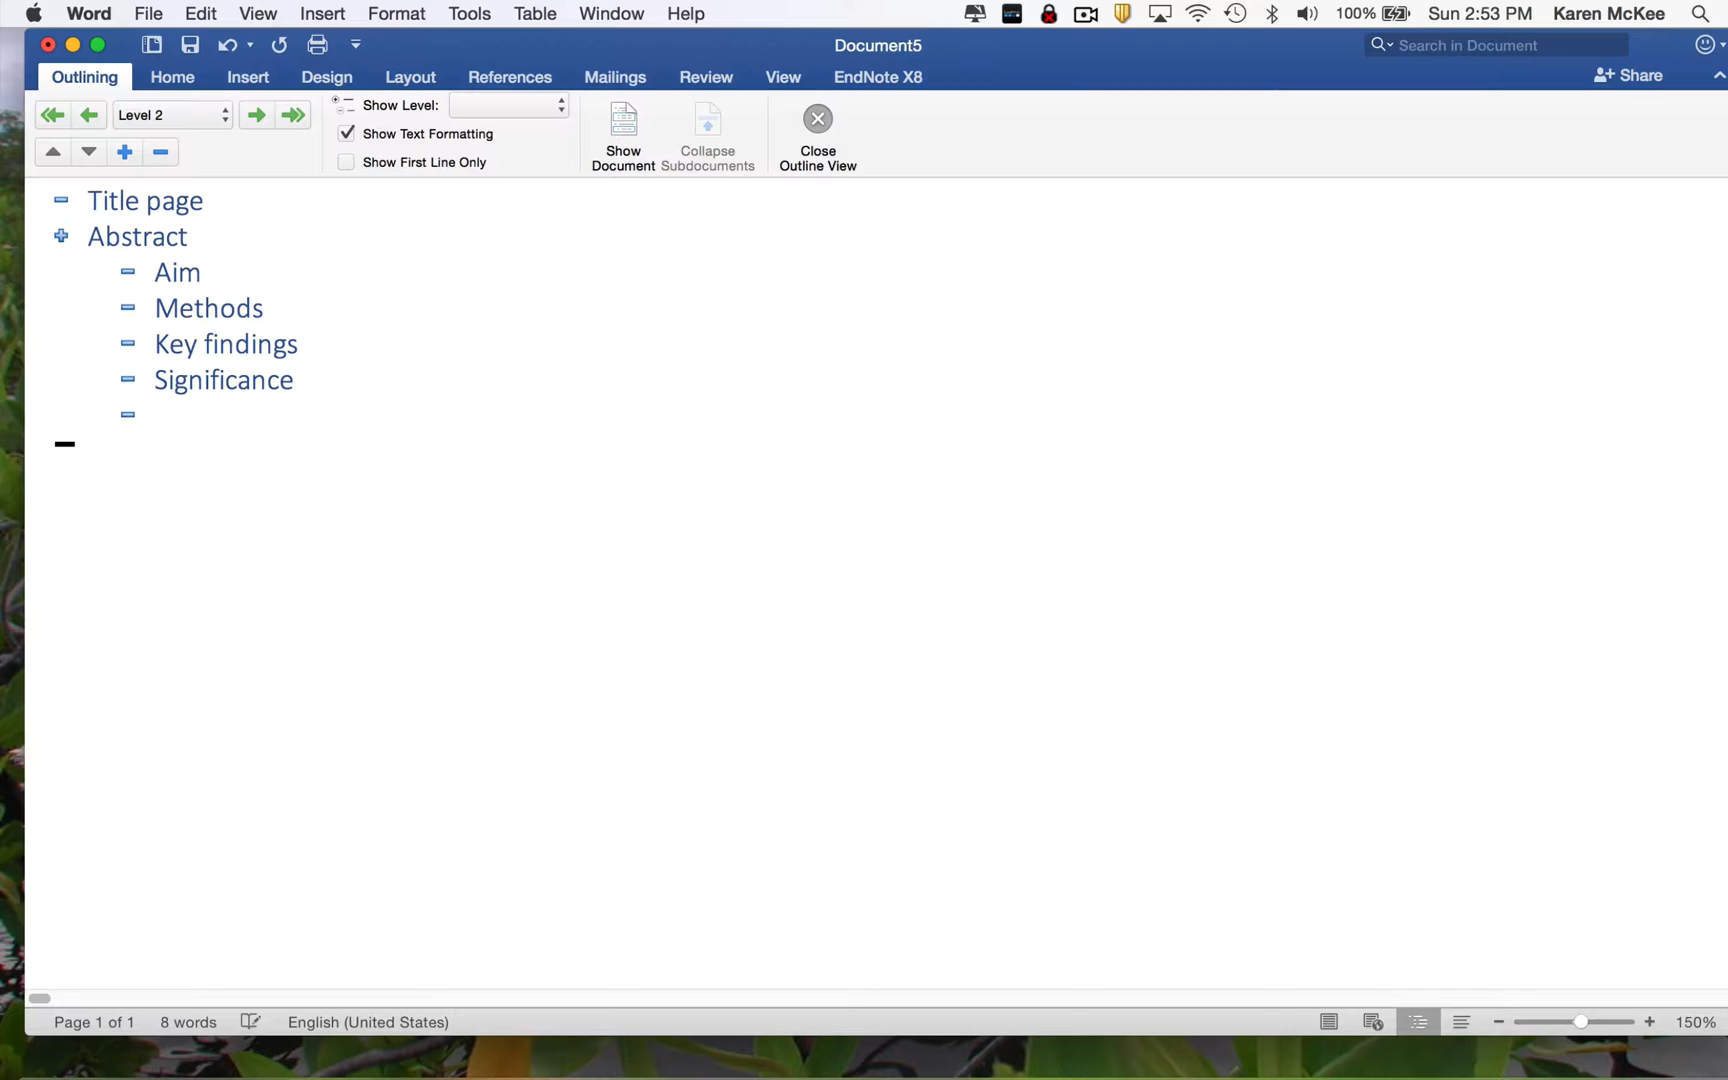 Word File Edit View Insert Format Tools Table Window Help 100% Sun 2:53 PM Karen McKee
Document5
Search in Document
Outlining Home Insert Design Layout References Mailings Review View EndNote X8 Share
Level 2
Show Level:
Show Text Formatting
Show First Line Only
Show
Document
Collapse
Subdocuments
Close
Outline View
Title page
Abstract
Aim
Methods
Key findings
Significance
Page 1 of 1 8 words English (United States) 150%